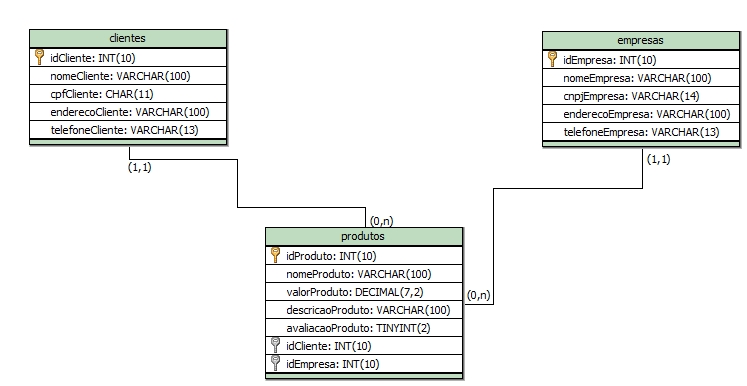 clientes
idCliente: INT(10)
nomeCliente: VARCHAR(100)
cpfCliente: CHAR(11)
enderecoCliente: VARCHAR(100)
telefoneCliente: VARCHAR(13)
(1,1)
empresas
idEmpresa: INT(10)
nomeEmpresa: VARCHAR(100)
cnpjEmpresa: VARCHAR(14)
enderecoEmpresa: VARCHAR(100)
telefoneEmpresa: VARCHAR(13)
(1,1)
(0,n)
produtos
idProduto: INT(10)
nomeProduto: VARCHAR(100)
valorProduto: DECIMAL(7,2)
descricaoProduto: VARCHAR(100)
avaliacaoProduto: TINYINT(2)
idCliente: INT(10)
idEmpresa: INT(10)
(0,n)